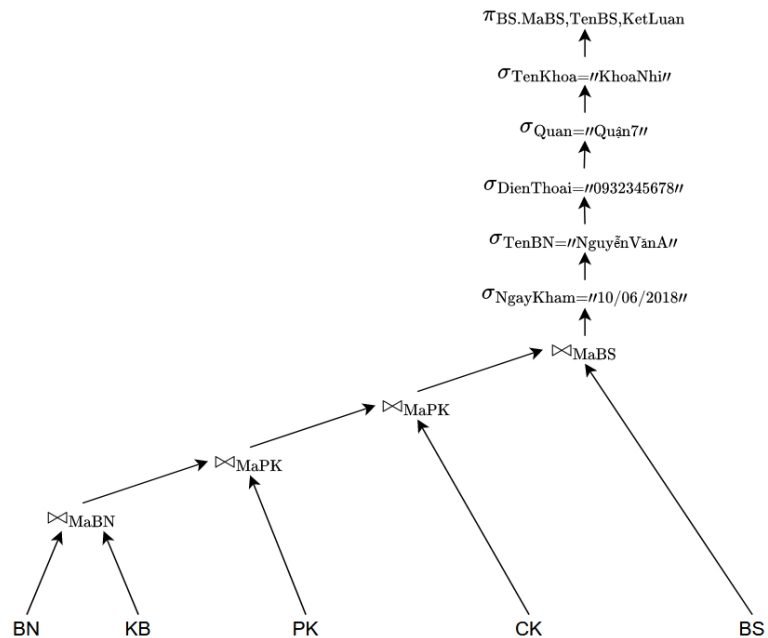 πBS.MaBS,TenBS,KetLuan
σTenKhoa=″KhoaNhi″
σQuan=″Quận7″
σDienThoai=″0932345678″
σTenBN=″NguyễnVănA″
σNgayKham=″10/06/2018″
⋈MaBS
⋈MaPK
⋈MaPK
⋈MaBN
BN KB PK CK BS